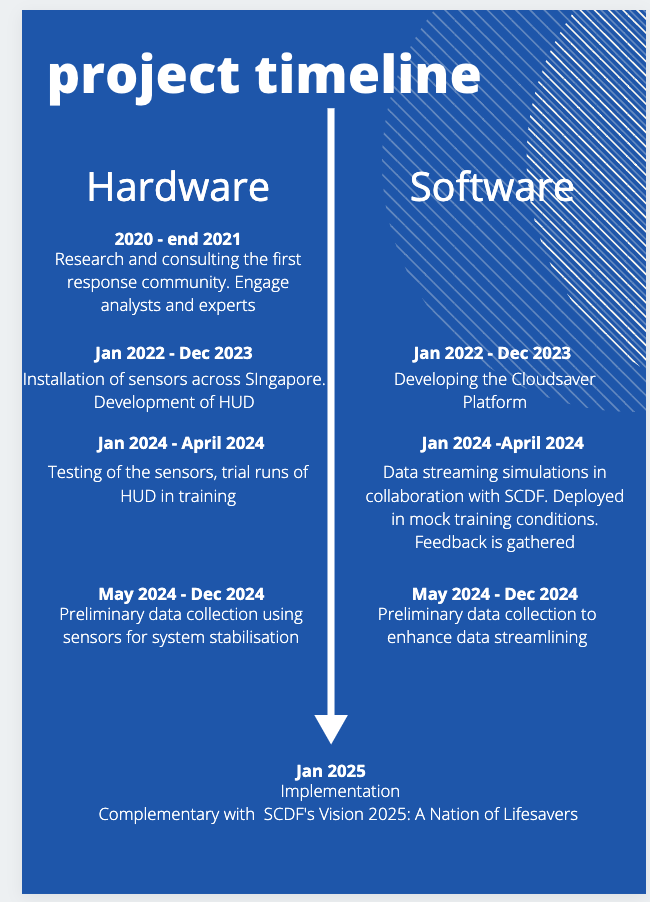 project timeline
Hardware
2020 - end 2021
Research and consulting the first
response community. Engage
analysts and experts
Jan 2022 - Dec 2023
Installation of sensors across SIngapore.
Development of HUD
Jan 2024 - April 2024
Testing of the sensors, trial runs of
HUD in training
May 2024 - Dec 2024
Preliminary data collection using
sensors for system stabilisation
Software
Jan 2022 - Dec 2023
Developing the Cloudsaver
Platform
Jan 2024 -April 2024
Data streaming simulations in
collaboration with SCDF. Deployed
in mock training conditions.
Feedback is gathered
May 2024 - Dec 2024
Preliminary data collection to
enhance data streamlining
Jan 2025
Implementation
Complementary with  SCDF's Vision 2025: A Nation of Lifesavers